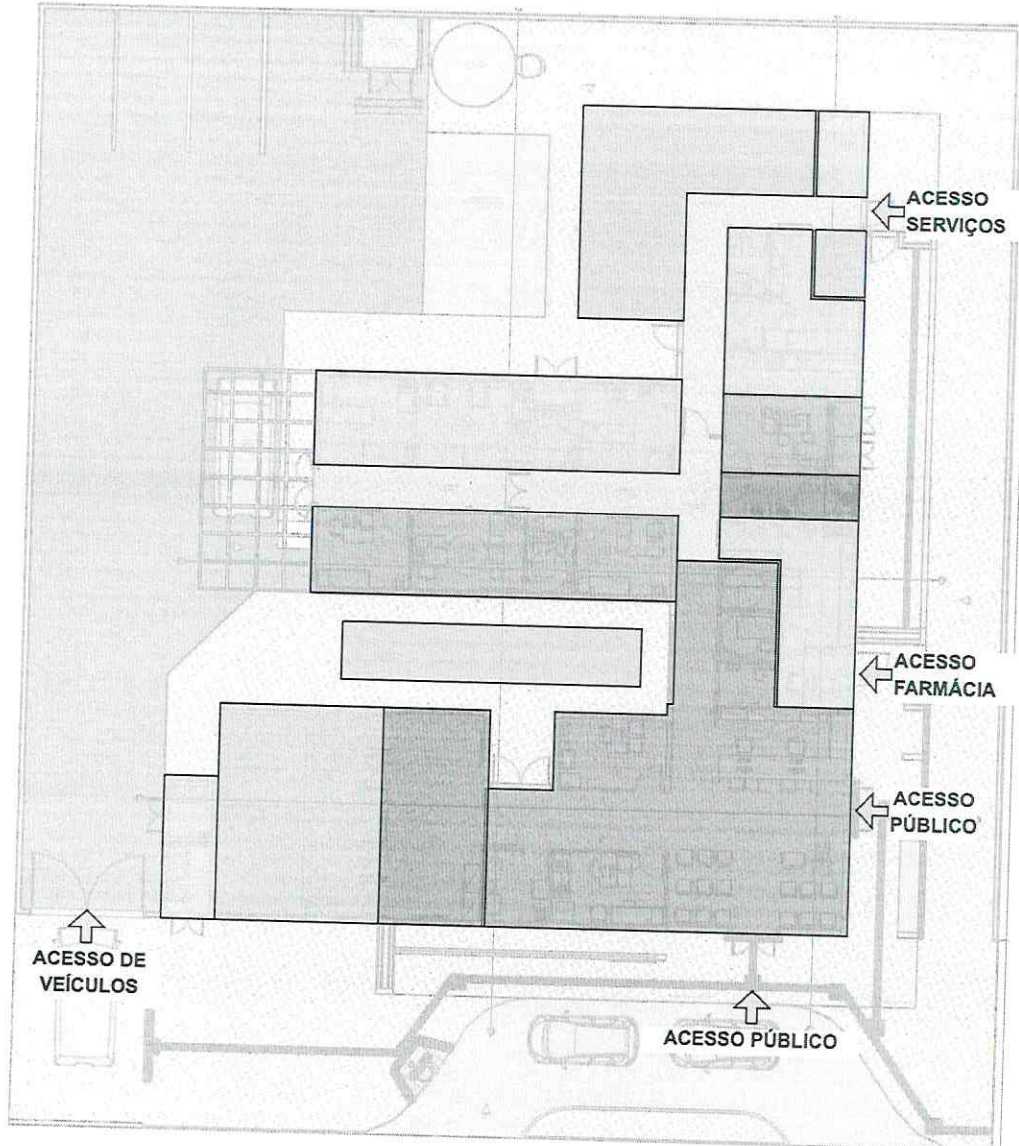 ACESSO
SERVIÇOS
ACESSO
FARMÁCIA
ACESSO
PÚBLICO
ACESSO DE
VEÍCULOS
ACESSO PÚBLICO